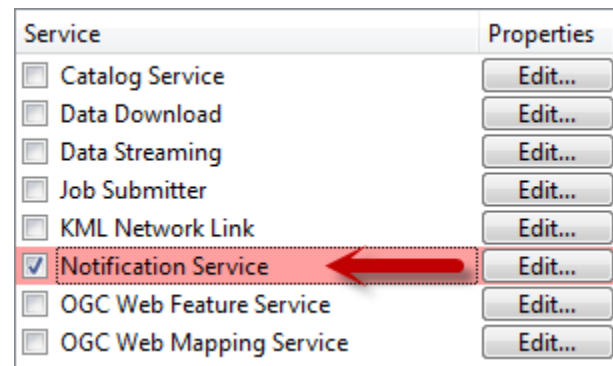 Service Properties
Catalog Service Edit...
Data Download Edit...
Data Streaming Edit...
Job Submitter Edit...
KML Network Link Edit...
Notification Service Edit...
OGC Web Feature Service Edit...
OGC Web Mapping Service Edit...